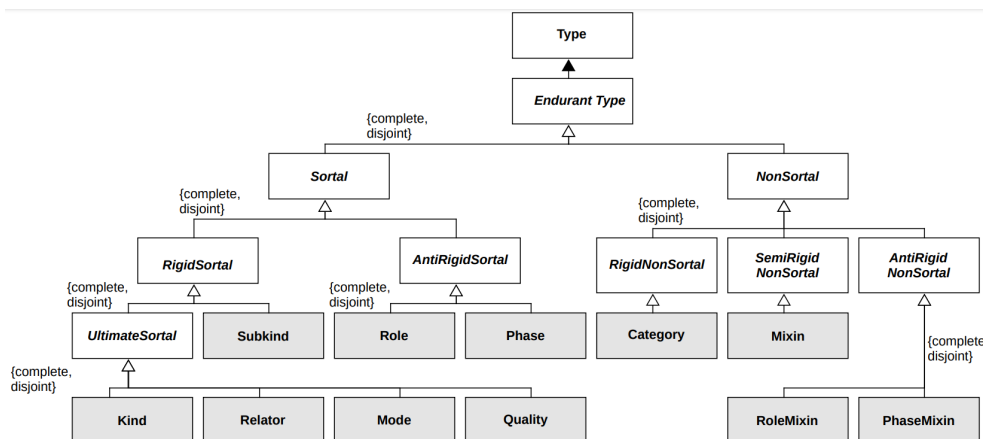 Type
Endurant Type
{complete,
disjoint}
Sortal
NonSortal
{complete,
disjoint}
{complete,
disjoint}
RigidSortal
AntiRigidSortal
RigidNonSortal
SemiRigid
NonSortal
AntiRigid
NonSortal
{complete,
disjoint}
{complete,
disjoint}
UltimateSortal
Subkind
Role
Phase
Category
Mixin
{complete,
disjoint}
{complete,
disjoint}
Kind
Relator
Mode
Quality
RoleMixin
PhaseMixin